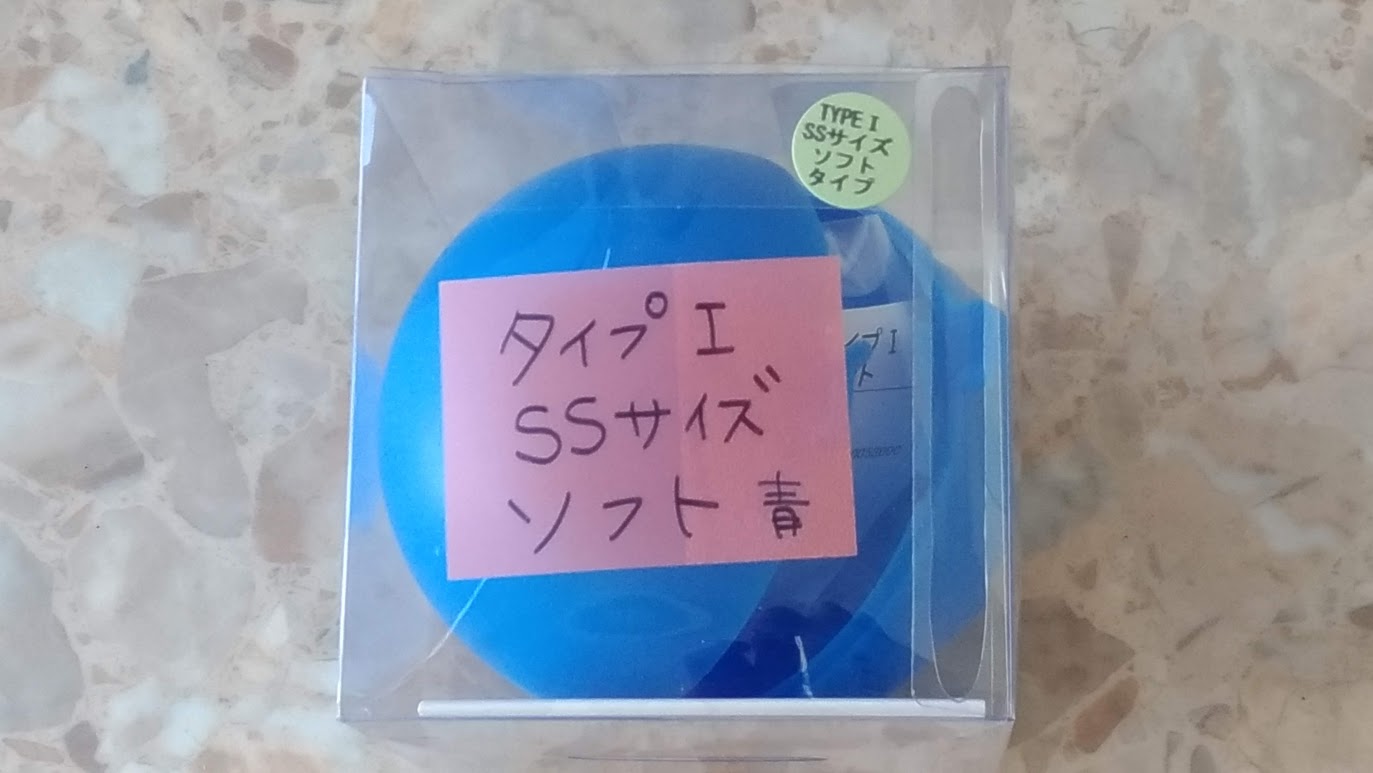 TYPE I
SSサイズ
ソフト
タイプ
タイプ I
SSサイズ
ソフト 青